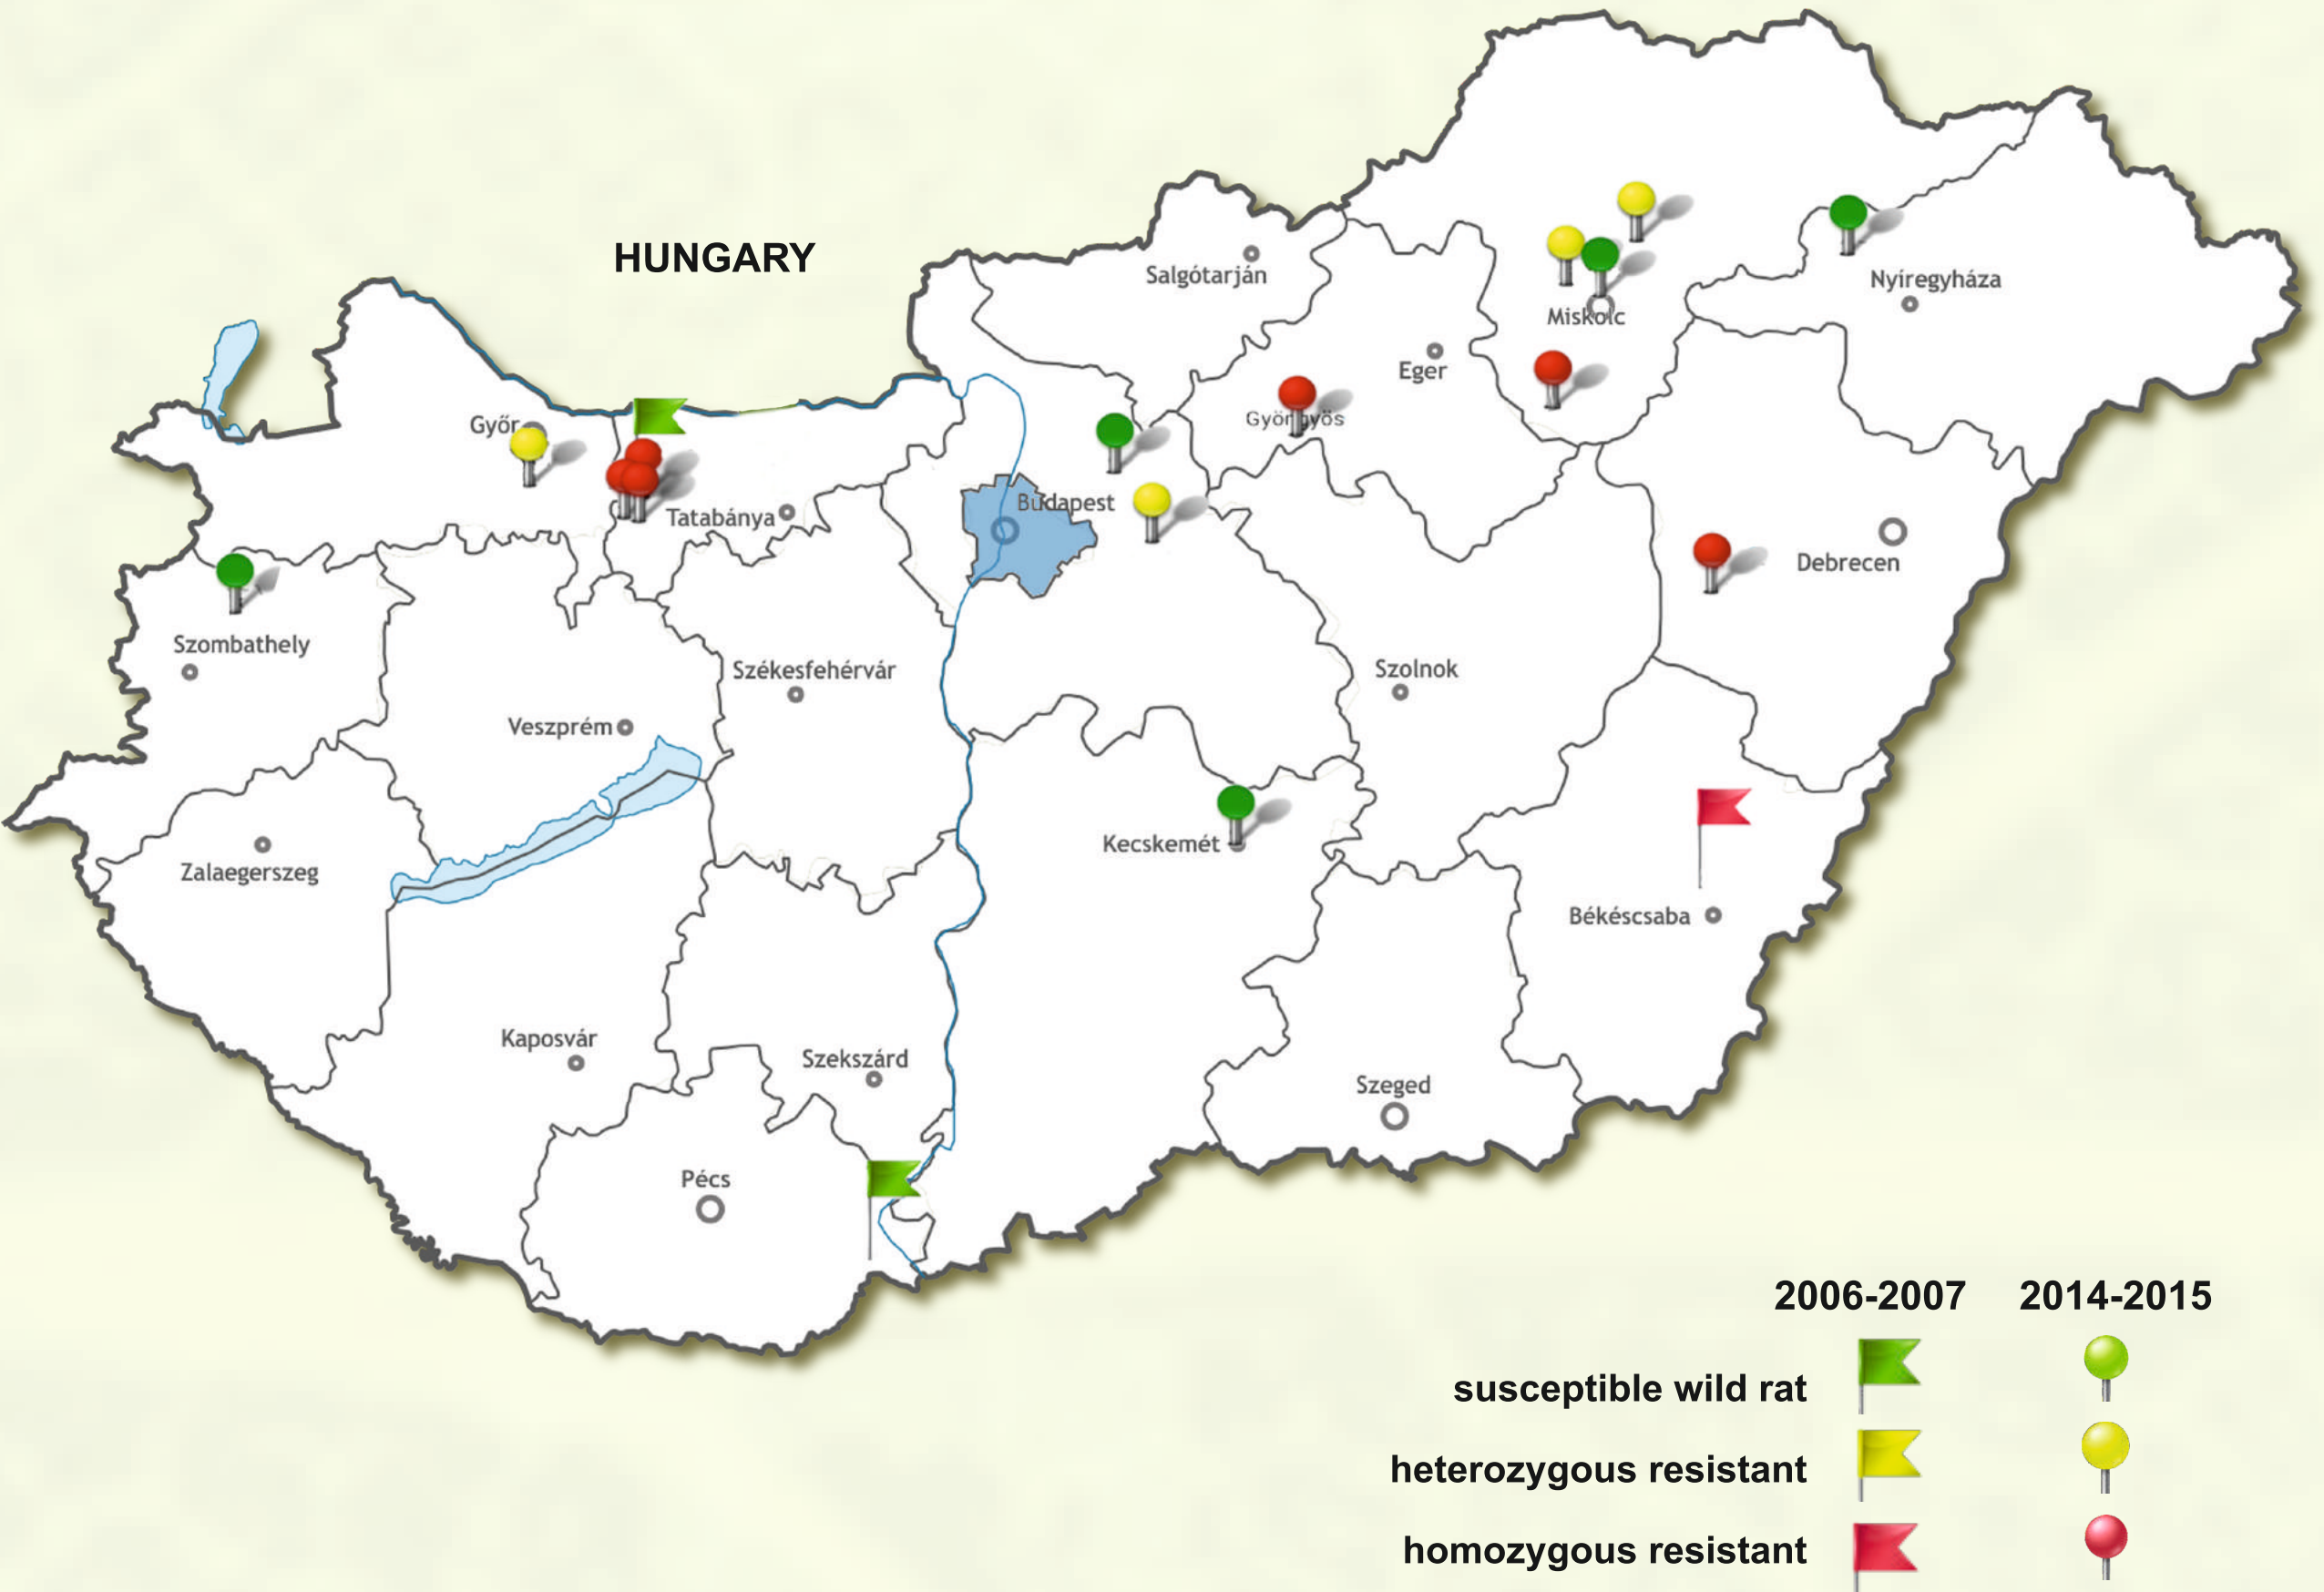 HUNGARY
Salgótarján
Nyíregyháza
Miskolc
Eger
Gyöngyös
Győr
Budapest
Tatabánya
Debrecen
Szombathely
Székesfehérvár
Szolnok
Veszprém
Kecskemét
Zalaegerszeg
Békéscsaba
Kaposvár
Szekszárd
Szeged
Pécs
2006-2007 2014-2015
susceptible wild rat
heterozygous resistant
homozygous resistant